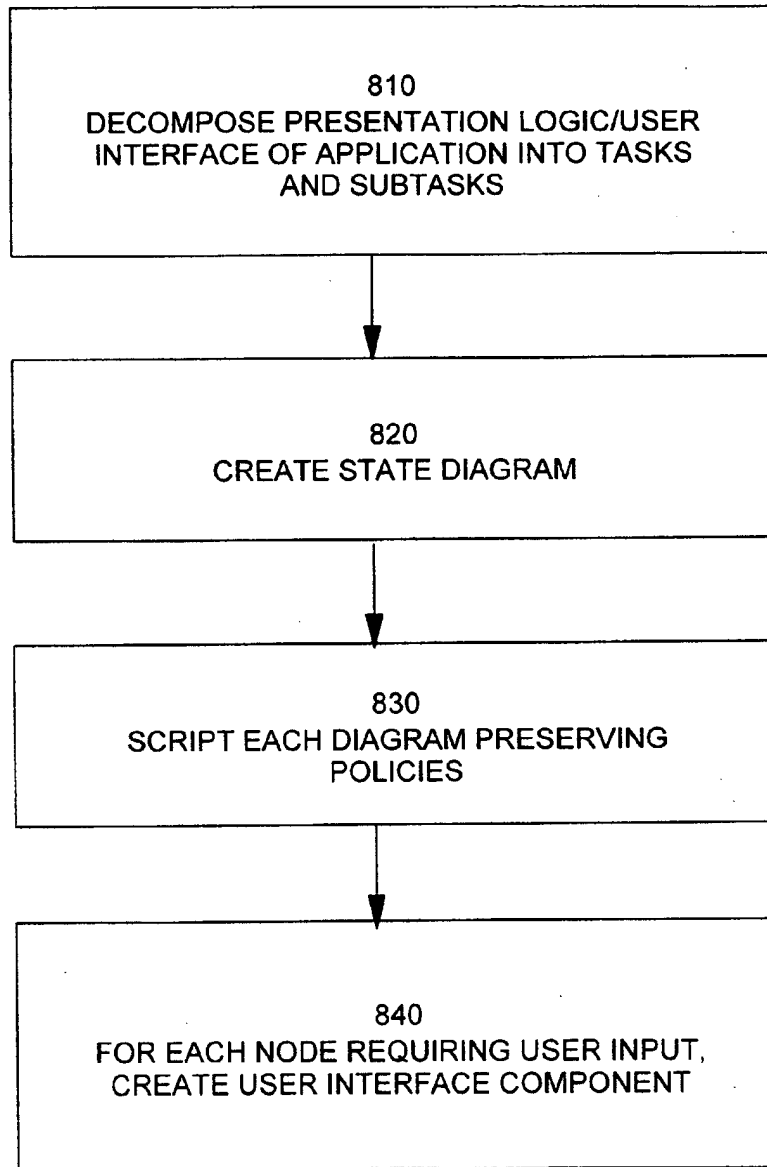 810
DECOMPOSE PRESENTATION LOGIC/USER
INTERFACE OF APPLICATION INTO TASKS
AND SUBTASKS
820
CREATE STATE DIAGRAM
830
SCRIPT EACH DIAGRAM PRESERVING
POLICIES
840
FOR EACH NODE REQUIRING USER INPUT,
CREATE USER INTERFACE COMPONENT